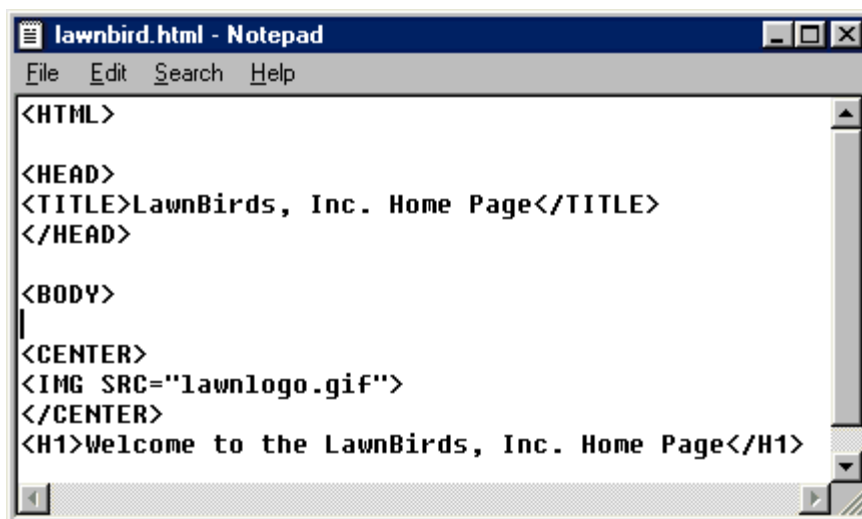 lawnbird.html - Notepad
File Edit Search Help
<HTML>
<HEAD>
<TITLE>LawnBirds, Inc. Home Page</TITLE>
</HEAD>
<BODY>
<CENTER>
<IMG SRC="lawnlogo.gif">
</CENTER>
<H1>Welcome to the LawnBirds, Inc. Home Page</H1>